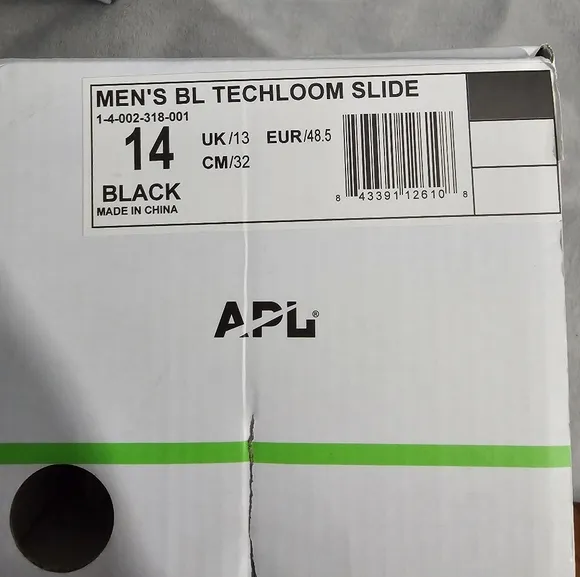 MEN'S BL TECHLOOM SLIDE
1-4-002-318-001
14 UK/13 EUR/48.5
CM/32
BLACK
MADE IN CHINA
8 43391 12610 8
APL®